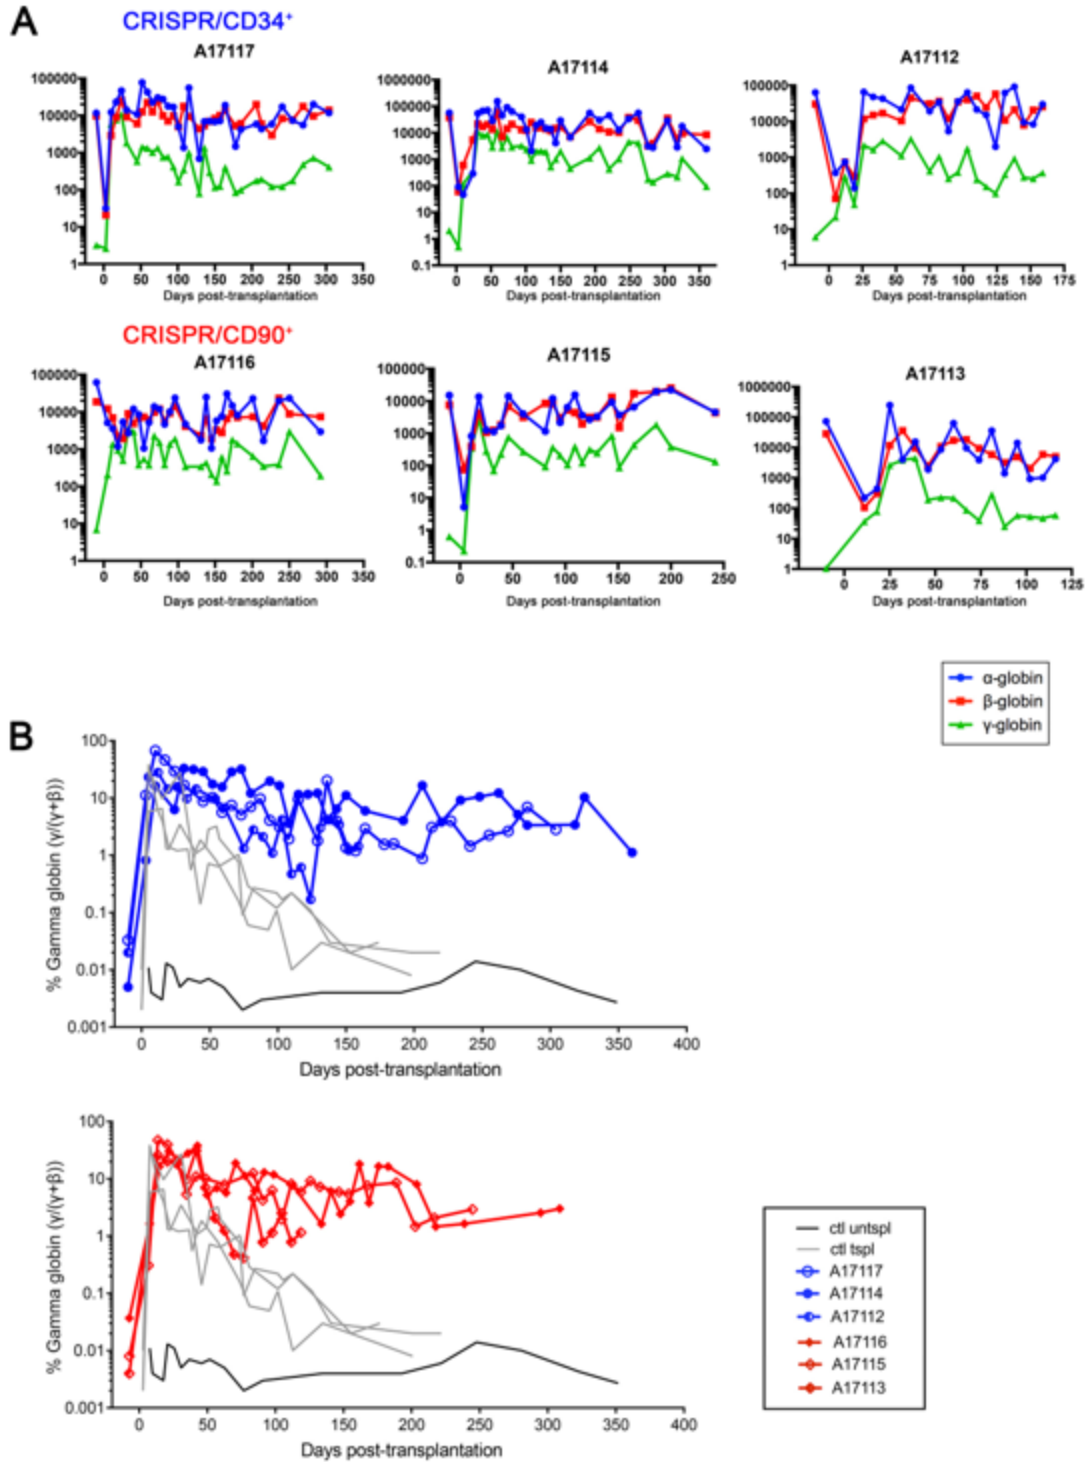 A
CRISPR/CD34+
A17117
A17114
A17112
100000
10000
1000
100
10
1
0 50 100 150 200 250 300 350
Days post-transplantation
1000000
100000
10000
1000
100
10
1
0.1
0 50 100 150 200 250 300 350
Days post-transplantation
100000
10000
1000
100
10
1
0 25 50 75 100 125 150 175
Days post-transplantation
CRISPR/CD90+
A17116
A17115
A17113
100000
10000
1000
100
10
1
0 50 100 150 200 250 300 350
Days post-transplantation
100000
10000
1000
100
10
1
0.1
0 50 100 150 200 250
Days post-transplantation
1000000
100000
10000
1000
100
10
1
0 25 50 75 100 125
Days post-transplantation
α-globin
β-globin
γ-globin
B
% Gamma globin (γ/(γ+β))
100
10
1
0.1
0.01
0.001
0 50 100 150 200 250 300 350 400
Days post-transplantation
% Gamma globin (γ/(γ+β))
100
10
1
0.1
0.01
0.001
0 50 100 150 200 250 300 350 400
Days post-transplantation
ctl untspl
ctl tspl
A17117
A17114
A17112
A17116
A17115
A17113